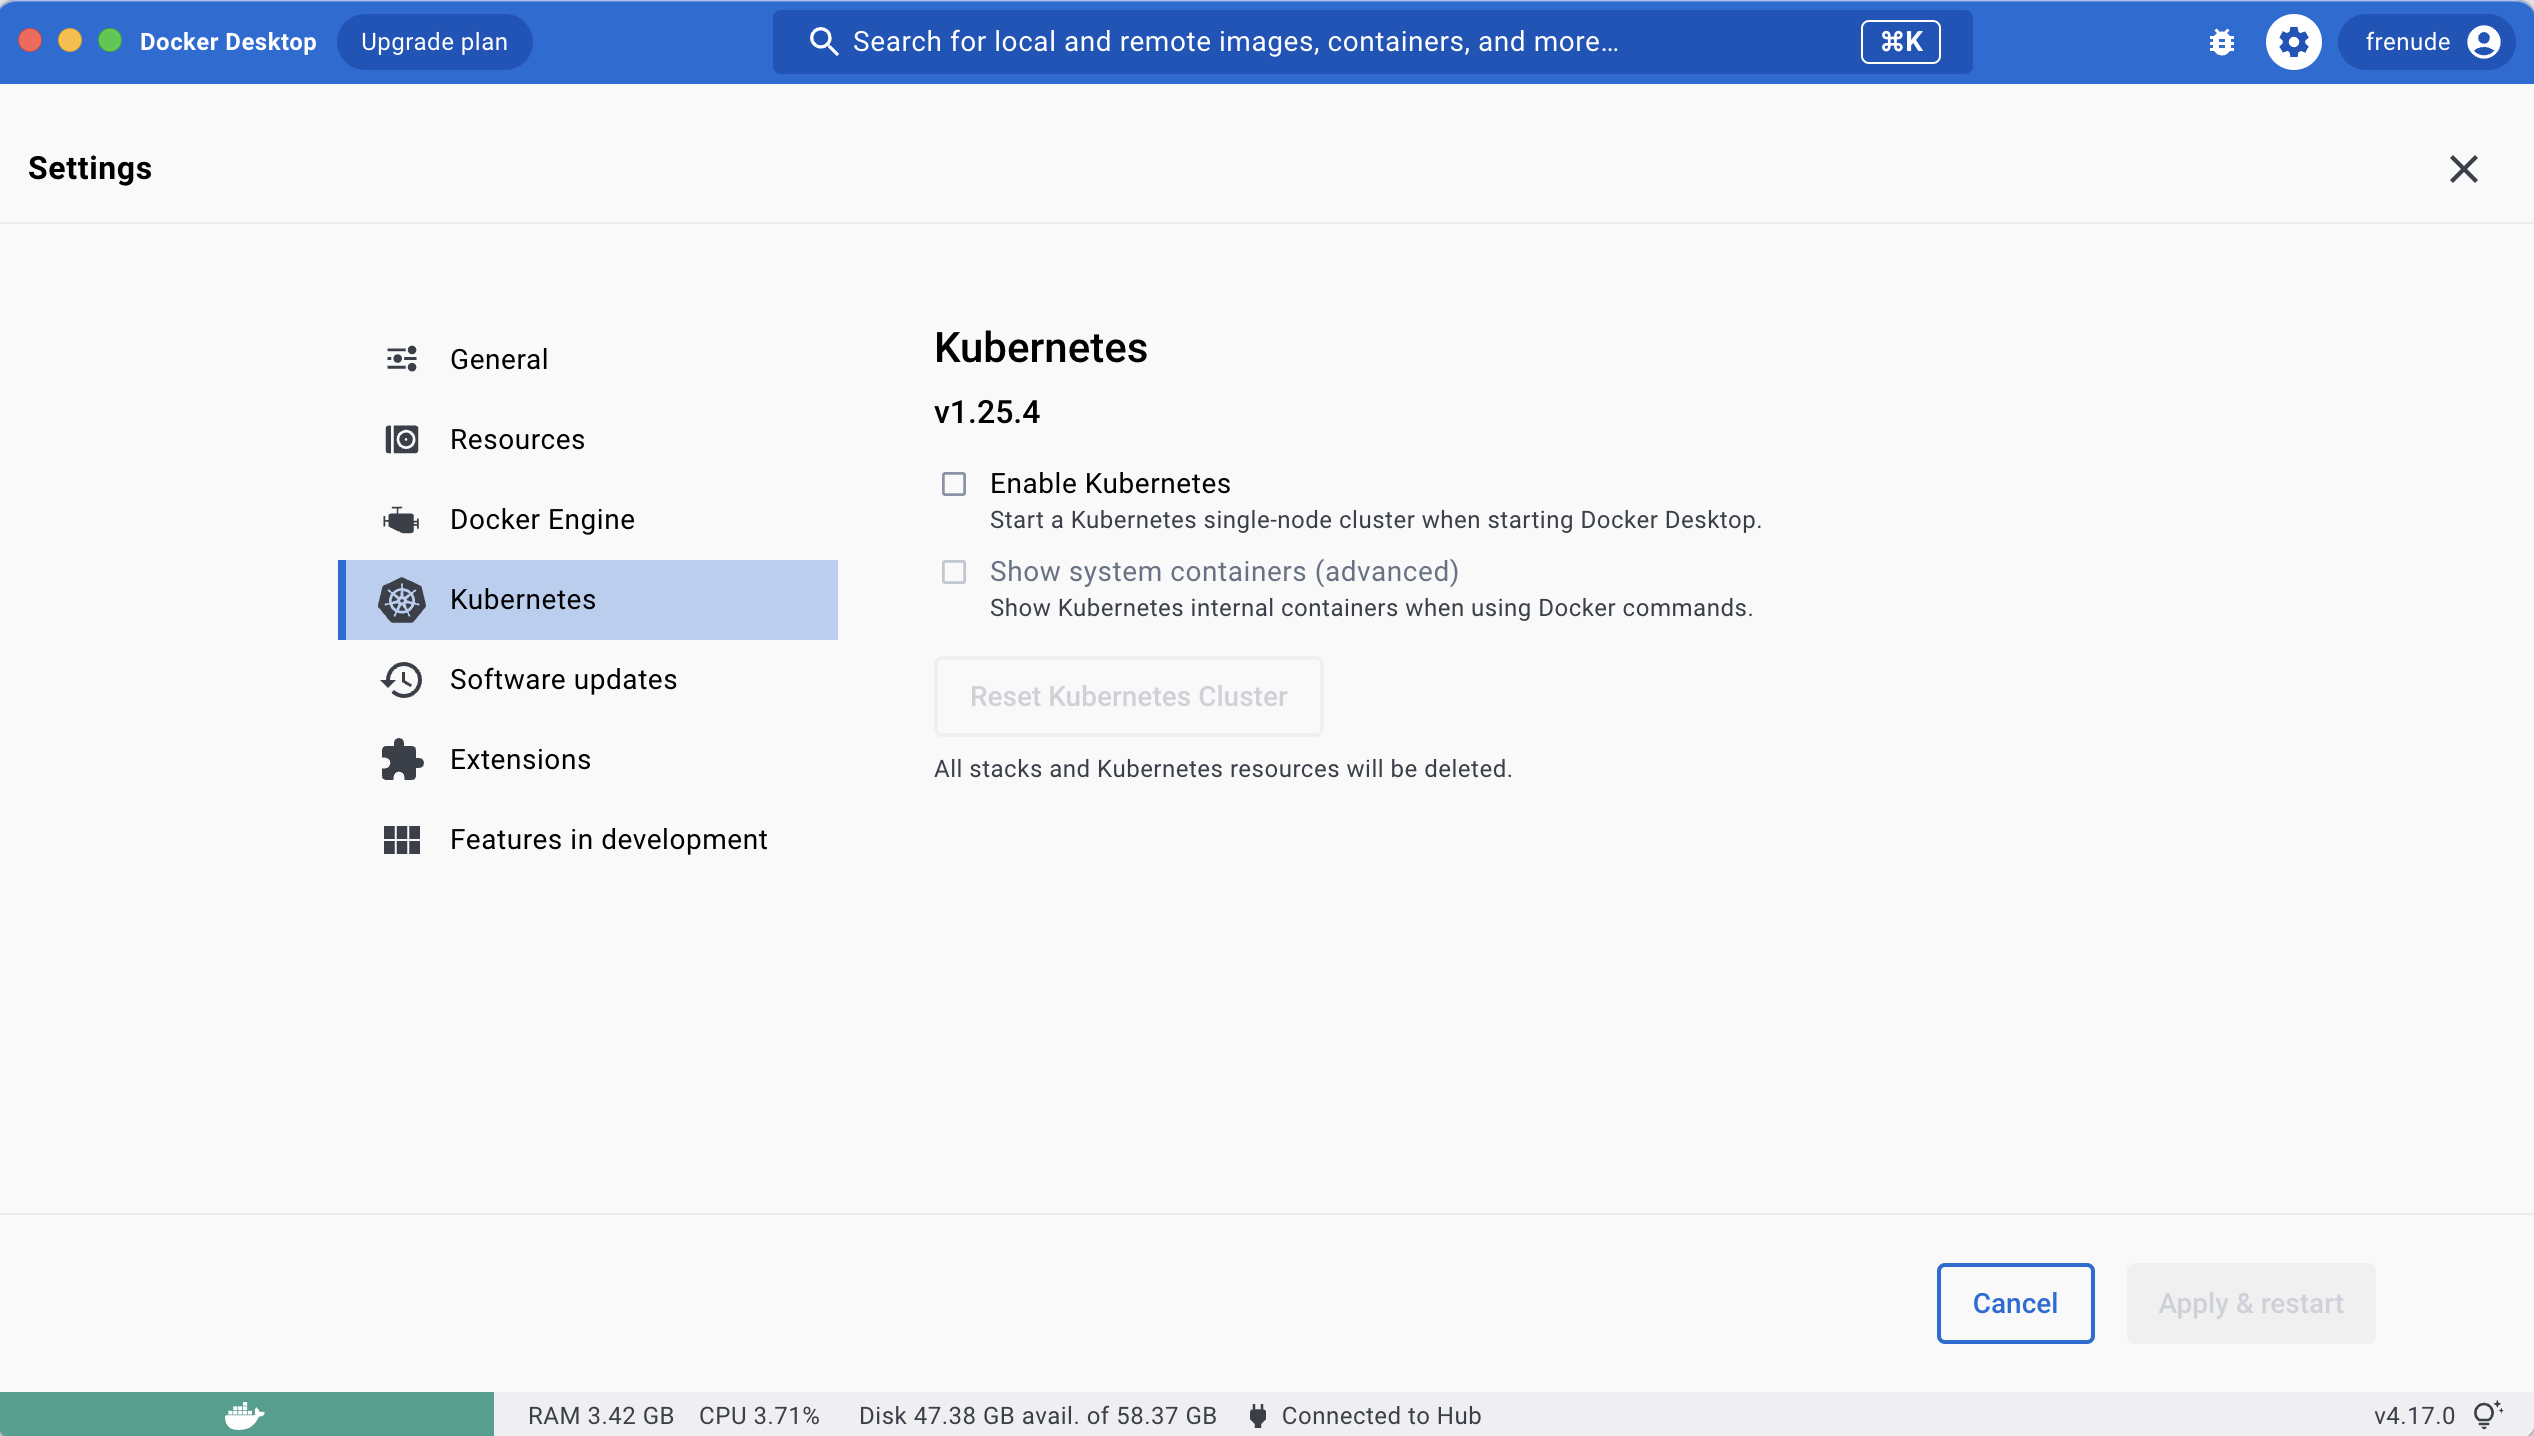 Docker Desktop
Upgrade plan
Search for local and remote images, containers, and more...
⌘K
frenude
Settings
General
Resources
Docker Engine
Kubernetes
Software updates
Extensions
Features in development
Kubernetes
v1.25.4
Enable Kubernetes
Start a Kubernetes single-node cluster when starting Docker Desktop.
Show system containers (advanced)
Show Kubernetes internal containers when using Docker commands.
Reset Kubernetes Cluster
All stacks and Kubernetes resources will be deleted.
Cancel
Apply & restart
RAM 3.42 GB CPU 3.71% Disk 47.38 GB avail. of 58.37 GB Connected to Hub
v4.17.0